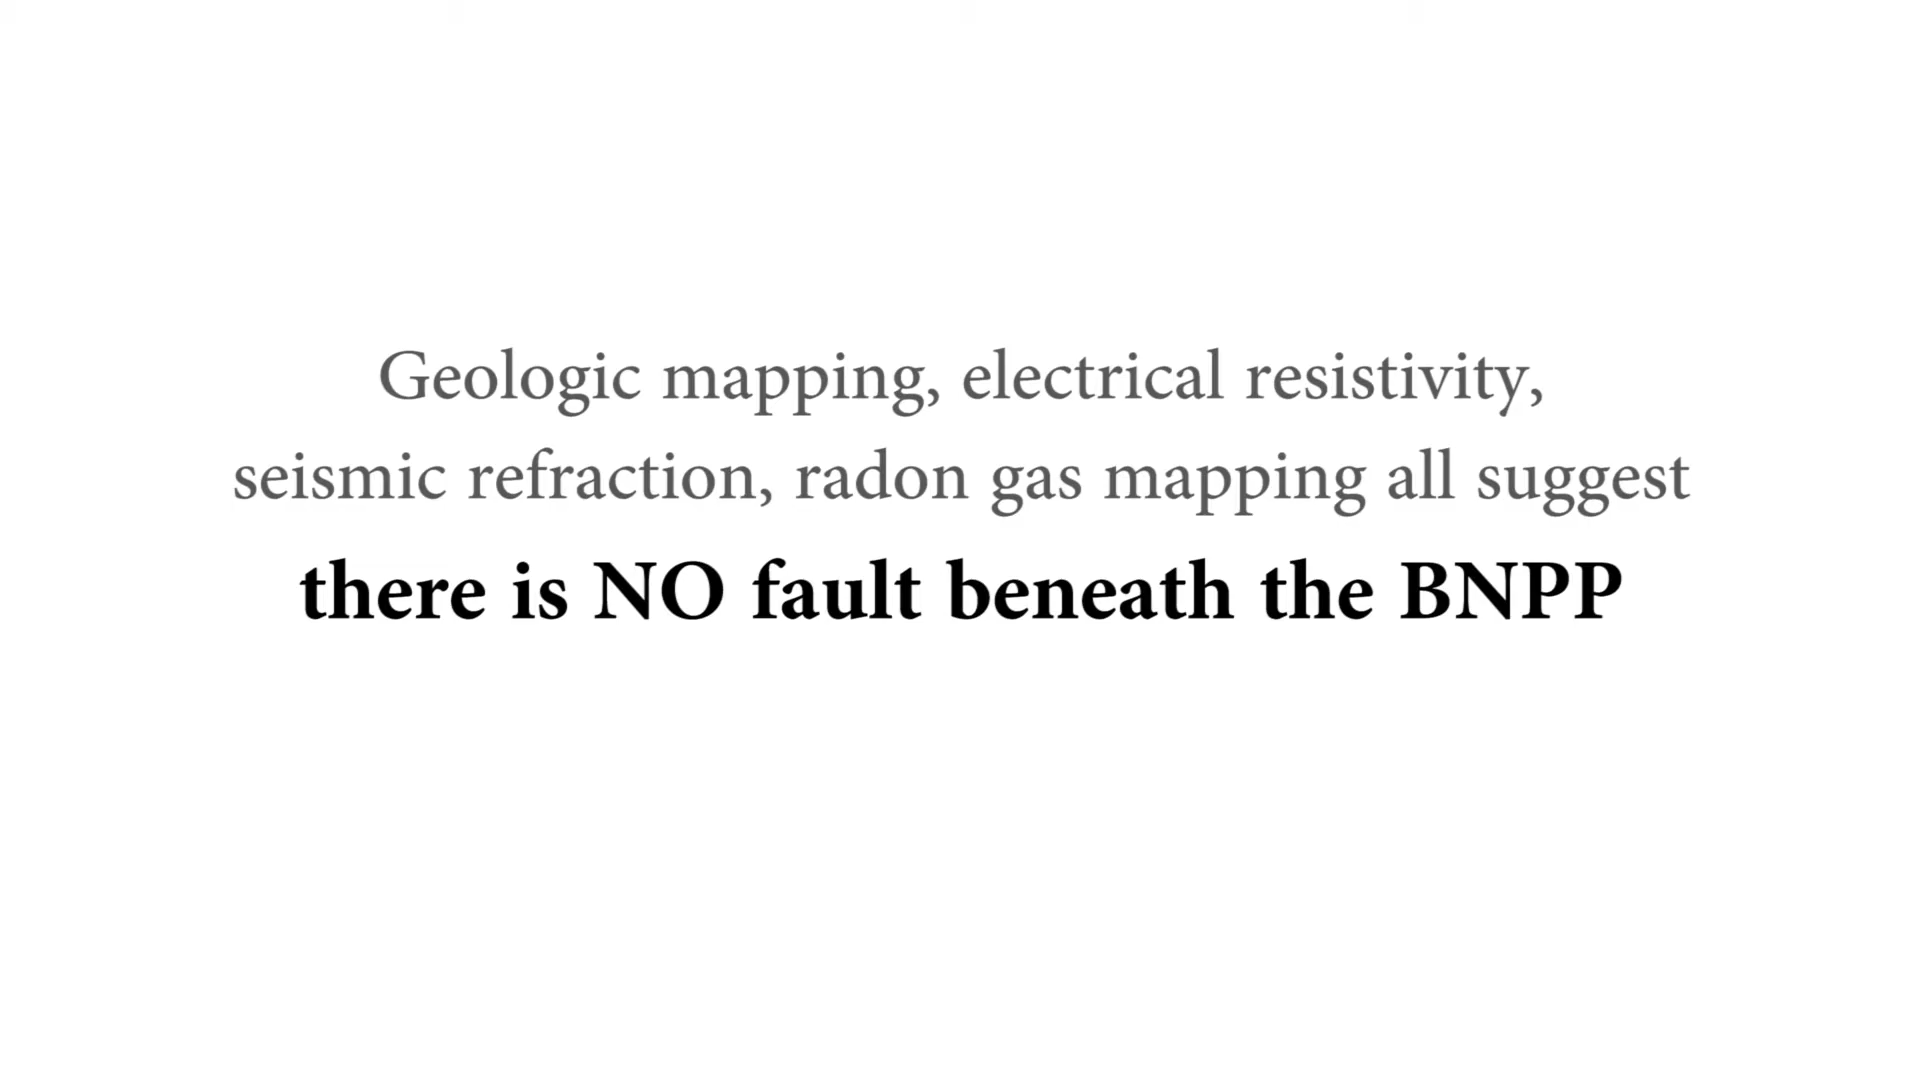 Geologic mapping, electrical resistivity,
seismic refraction, radon gas mapping all suggest
there is NO fault beneath the BNPP